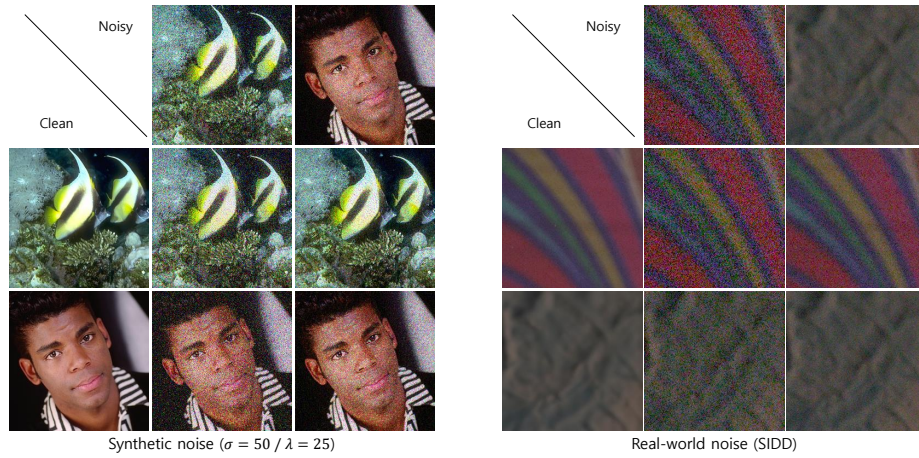 Noisy
Clean
Noisy
Clean
Synthetic noise (𝜎 = 50 / 𝜆 = 25)
Real-world noise (SIDD)